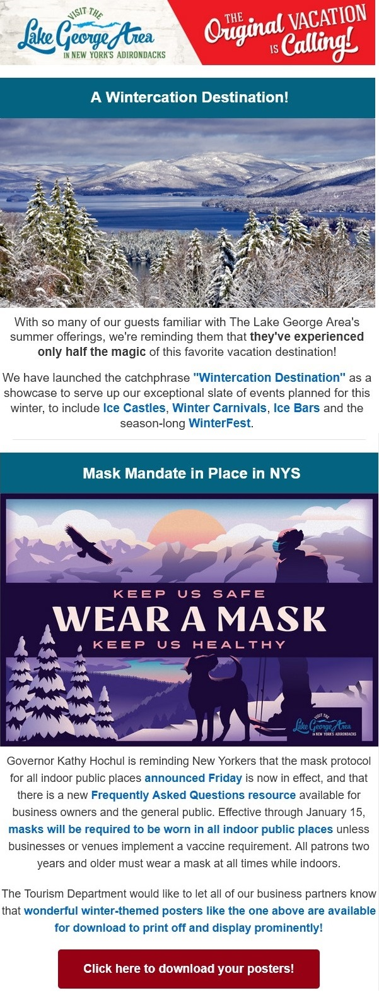 VISIT THE
Lake George Area
IN NEW YORK'S ADIRONDACKS
THE
Original VACATION
IS Calling!
A Wintercation Destination!
With so many of our guests familiar with The Lake George Area's
summer offerings, we're reminding them that they've experienced
only half the magic of this favorite vacation destination!
We have launched the catchphrase "Wintercation Destination" as a
showcase to serve up our exceptional slate of events planned for this
winter, to include Ice Castles, Winter Carnivals, Ice Bars and the
season-long WinterFest.
Mask Mandate in Place in NYS
KEEP US SAFE
WEAR A MASK
KEEP US HEALTHY
VISIT THE
Lake George Area
IN NEW YORK'S ADIRONDACKS
Governor Kathy Hochul is reminding New Yorkers that the mask protocol
for all indoor public places announced Friday is now in effect, and that
there is a new Frequently Asked Questions resource available for
business owners and the general public. Effective through January 15,
masks will be required to be worn in all indoor public places unless
businesses or venues implement a vaccine requirement. All patrons two
years and older must wear a mask at all times while indoors.
The Tourism Department would like to let all of our business partners know
that wonderful winter-themed posters like the one above are available
for download to print off and display prominently!
Click here to download your posters!